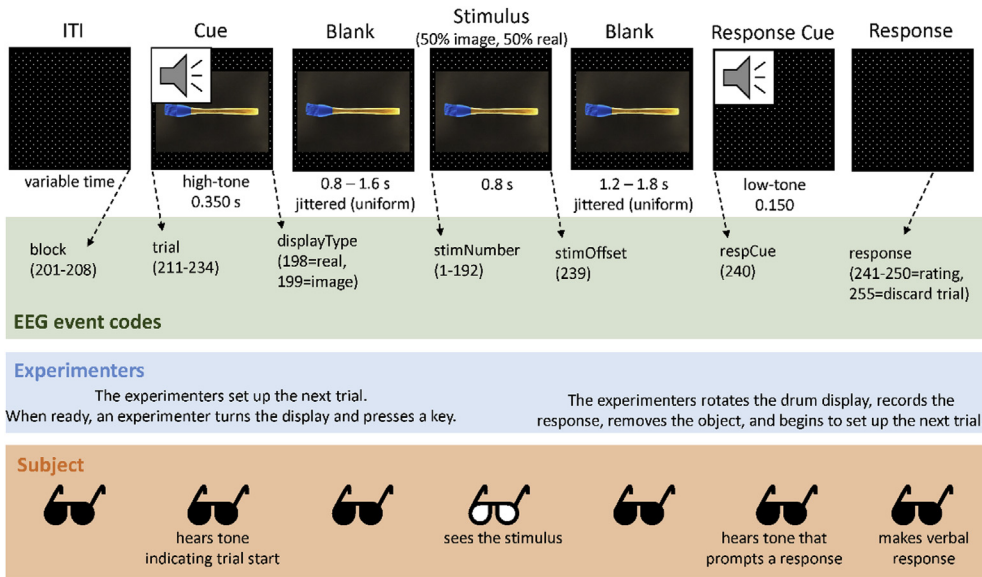 ITI
Cue
Blank
Stimulus
(50% image, 50% real)
Blank
Response Cue
Response
variable time
high-tone
0.350 s
0.8 – 1.6 s
jittered (uniform)
0.8 s
1.2 – 1.8 s
jittered (uniform)
low-tone
0.150
block
(201-208)
trial
(211-234)
displayType
(198=real,
199=image)
stimNumber
(1-192)
stimOffset
(239)
respCue
(240)
response
(241-250=rating,
255=discard trial)
EEG event codes
Experimenters
The experimenters set up the next trial.
When ready, an experimenter turns the display and presses a key.
The experimenters rotates the drum display, records the
response, removes the object, and begins to set up the next trial
Subject
hears tone
indicating trial start
sees the stimulus
hears tone that
prompts a response
makes verbal
response